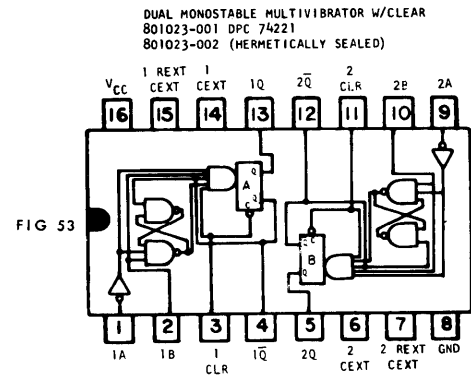 DUAL MONOSTABLE MULTIVIBRATOR W/CLEAR
801023-001 DPC 74221
801023-002 (HERMETICALLY SEALED)
VCC
1 REXT
CEXT
1
CEXT
1Q
2Q̅
2
CLR
2B
2A
16 15 14 13 12 11 10 9
FIG 53
Q
A
Q̅
C
C
Q̅
B
Q
1 2 3 4 5 6 7 8
1A
1B
1
CLR
1Q̅
2Q
2
CEXT
2 REXT
CEXT
GND